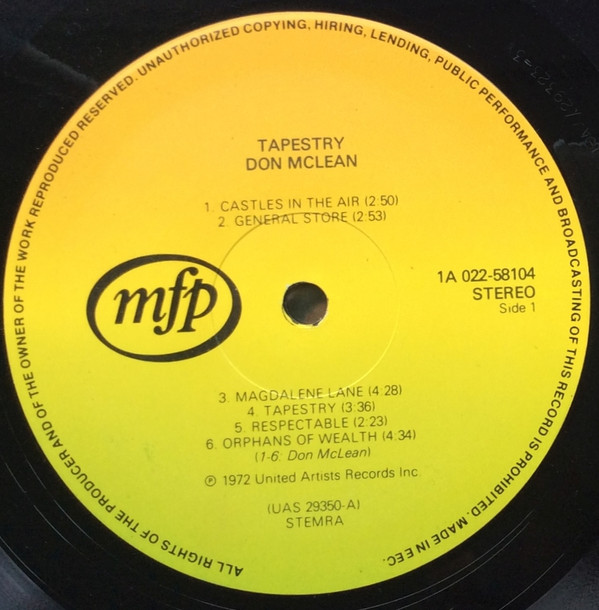 ALL RIGHTS OF THE PRODUCER AND OF THE OWNER OF THE WORK REPRODUCED RESERVED. UNAUTHORIZED COPYING, HIRING, LENDING, PUBLIC PERFORMANCE AND BROADCASTING OF THIS RECORD IS PROHIBITED. MADE IN EEC.
TAPESTRY
DON MCLEAN
1. CASTLES IN THE AIR (2:50)
2. GENERAL STORE (2:53)
mfp
1A 022-58104
STEREO
Side 1
3. MAGDALENE LANE (4:28)
4. TAPESTRY (3:36)
5. RESPECTABLE (2:23)
6. ORPHANS OF WEALTH (4:34)
(1-6: Don McLean)
℗ 1972 United Artists Records Inc
(UAS 29350-A)
STEMRA